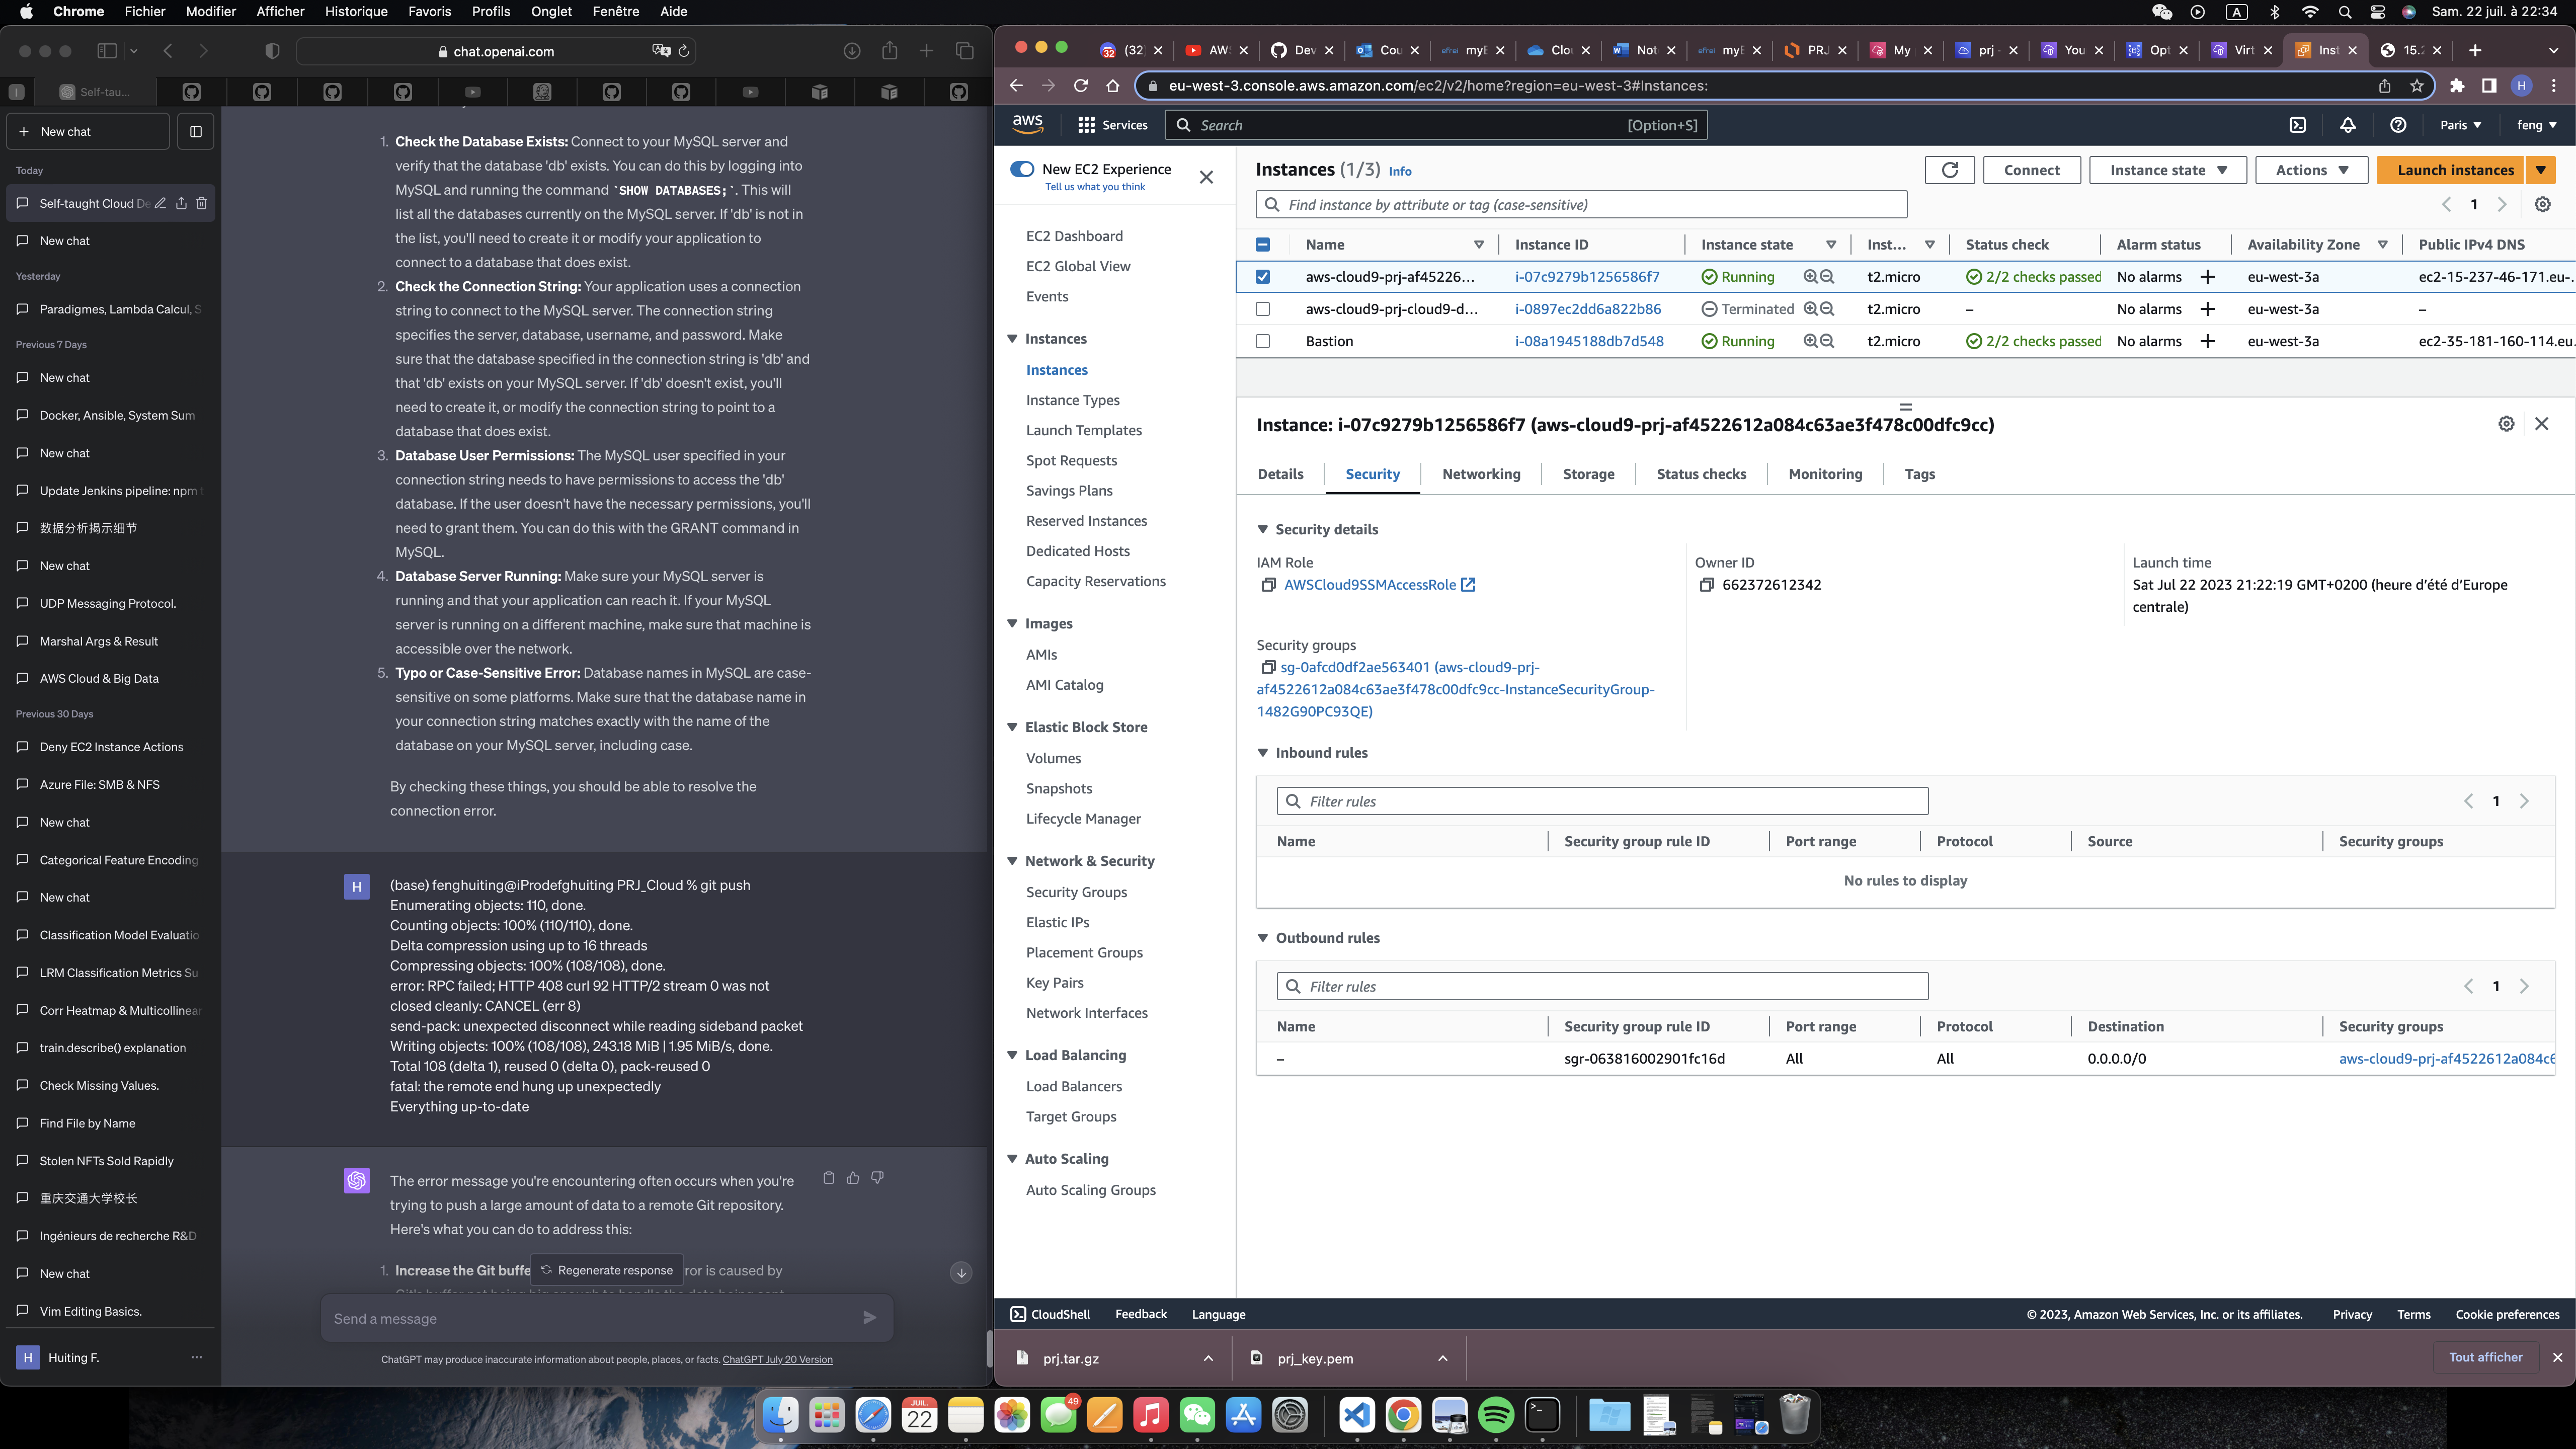 Chrome Fichier Modifier Afficher Historique Favoris Profils Onglet Fenêtre Aide
A Sam. 22 juil. à 22:34
chat.openai.com
Self-tau...
New chat
Today
Self-taught Cloud De
New chat
Yesterday
Paradigmes, Lambda Calcul, S
Previous 7 Days
New chat
Docker, Ansible, System Sum
New chat
Update Jenkins pipeline: npm
数据分析揭示细节
New chat
UDP Messaging Protocol.
Marshal Args & Result
AWS Cloud & Big Data
Previous 30 Days
Deny EC2 Instance Actions
Azure File: SMB & NFS
New chat
Categorical Feature Encoding
New chat
Classification Model Evaluatio
LRM Classification Metrics Su
Corr Heatmap & Multicollinear
train.describe() explanation
Check Missing Values.
Find File by Name
Stolen NFTs Sold Rapidly
重庆交通大学校长
Ingénieurs de recherche R&D
New chat
Vim Editing Basics.
H Huiting F. ...
1. Check the Database Exists: Connect to your MySQL server and
verify that the database 'db' exists. You can do this by logging into
MySQL and running the command `SHOW DATABASES;`. This will
list all the databases currently on the MySQL server. If 'db' is not in
the list, you'll need to create it or modify your application to
connect to a database that does exist.
2. Check the Connection String: Your application uses a connection
string to connect to the MySQL server. The connection string
specifies the server, database, username, and password. Make
sure that the database specified in the connection string is 'db' and
that 'db' exists on your MySQL server. If 'db' doesn't exist, you'll
need to create it, or modify the connection string to point to a
database that does exist.
3. Database User Permissions: The MySQL user specified in your
connection string needs to have permissions to access the 'db'
database. If the user doesn't have the necessary permissions, you'll
need to grant them. You can do this with the GRANT command in
MySQL.
4. Database Server Running: Make sure your MySQL server is
running and that your application can reach it. If your MySQL
server is running on a different machine, make sure that machine is
accessible over the network.
5. Typo or Case-Sensitive Error: Database names in MySQL are case-
sensitive on some platforms. Make sure that the database name in
your connection string matches exactly with the name of the
database on your MySQL server, including case.
By checking these things, you should be able to resolve the
connection error.
H (base) fenghuiting@iProdefghuiting PRJ_Cloud % git push
Enumerating objects: 110, done.
Counting objects: 100% (110/110), done.
Delta compression using up to 16 threads
Compressing objects: 100% (108/108), done.
error: RPC failed; HTTP 408 curl 92 HTTP/2 stream 0 was not
closed cleanly: CANCEL (err 8)
send-pack: unexpected disconnect while reading sideband packet
Writing objects: 100% (108/108), 243.18 MiB | 1.95 MiB/s, done.
Total 108 (delta 1), reused 0 (delta 0), pack-reused 0
fatal: the remote end hung up unexpectedly
Everything up-to-date
The error message you're encountering often occurs when you're
trying to push a large amount of data to a remote Git repository.
Here's what you can do to address this:
1. Increase the Git buffe Regenerate response ror is caused by
Send a message
ChatGPT may produce inaccurate information about people, places, or facts. ChatGPT July 20 Version
32 (32) AW Dev Cou efrei myE Clou Not efrei myE PRJ My prj You Opt Virt Inst 15.
eu-west-3.console.aws.amazon.com/ec2/v2/home?region=eu-west-3#Instances: H
aws Services Search [Option+S] Paris feng
New EC2 Experience
Tell us what you think
EC2 Dashboard
EC2 Global View
Events
Instances
Instances
Instance Types
Launch Templates
Spot Requests
Savings Plans
Reserved Instances
Dedicated Hosts
Capacity Reservations
Images
AMIs
AMI Catalog
Elastic Block Store
Volumes
Snapshots
Lifecycle Manager
Network & Security
Security Groups
Elastic IPs
Placement Groups
Key Pairs
Network Interfaces
Load Balancing
Load Balancers
Target Groups
Auto Scaling
Auto Scaling Groups
Instances (1/3) Info Connect Instance state Actions Launch instances
Find instance by attribute or tag (case-sensitive) 1
Name Instance ID Instance state Inst... Status check Alarm status Availability Zone Public IPv4 DNS
aws-cloud9-prj-af45226... i-07c9279b1256586f7 Running t2.micro 2/2 checks passed No alarms + eu-west-3a ec2-15-237-46-171.eu-...
aws-cloud9-prj-cloud9-d... i-0897ec2dd6a822b86 Terminated t2.micro – No alarms + eu-west-3a –
Bastion i-08a1945188db7d548 Running t2.micro 2/2 checks passed No alarms + eu-west-3a ec2-35-181-160-114.eu...
Instance: i-07c9279b1256586f7 (aws-cloud9-prj-af4522612a084c63ae3f478c00dfc9cc)
Details Security Networking Storage Status checks Monitoring Tags
Security details
IAM Role Owner ID Launch time
AWSCloud9SSMAccessRole 662372612342 Sat Jul 22 2023 21:22:19 GMT+0200 (heure d'été d'Europe
centrale)
Security groups
sg-0afcd0df2ae563401 (aws-cloud9-prj-
af4522612a084c63ae3f478c00dfc9cc-InstanceSecurityGroup-
1482G90PC93QE)
Inbound rules
Filter rules 1
Name Security group rule ID Port range Protocol Source Security groups
No rules to display
Outbound rules
Filter rules 1
Name Security group rule ID Port range Protocol Destination Security groups
– sgr-063816002901fc16d All All 0.0.0.0/0 aws-cloud9-prj-af4522612a084c6
CloudShell Feedback Language © 2023, Amazon Web Services, Inc. or its affiliates. Privacy Terms Cookie preferences
prj.tar.gz prj_key.pem Tout afficher
JUIL. 22 49